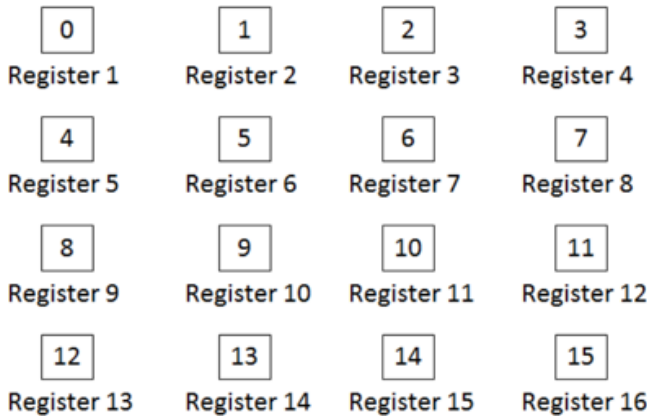 0 1 2 3
Register 1 Register 2 Register 3 Register 4
4 5 6 7
Register 5 Register 6 Register 7 Register 8
8 9 10 11
Register 9 Register 10 Register 11 Register 12
12 13 14 15
Register 13 Register 14 Register 15 Register 16